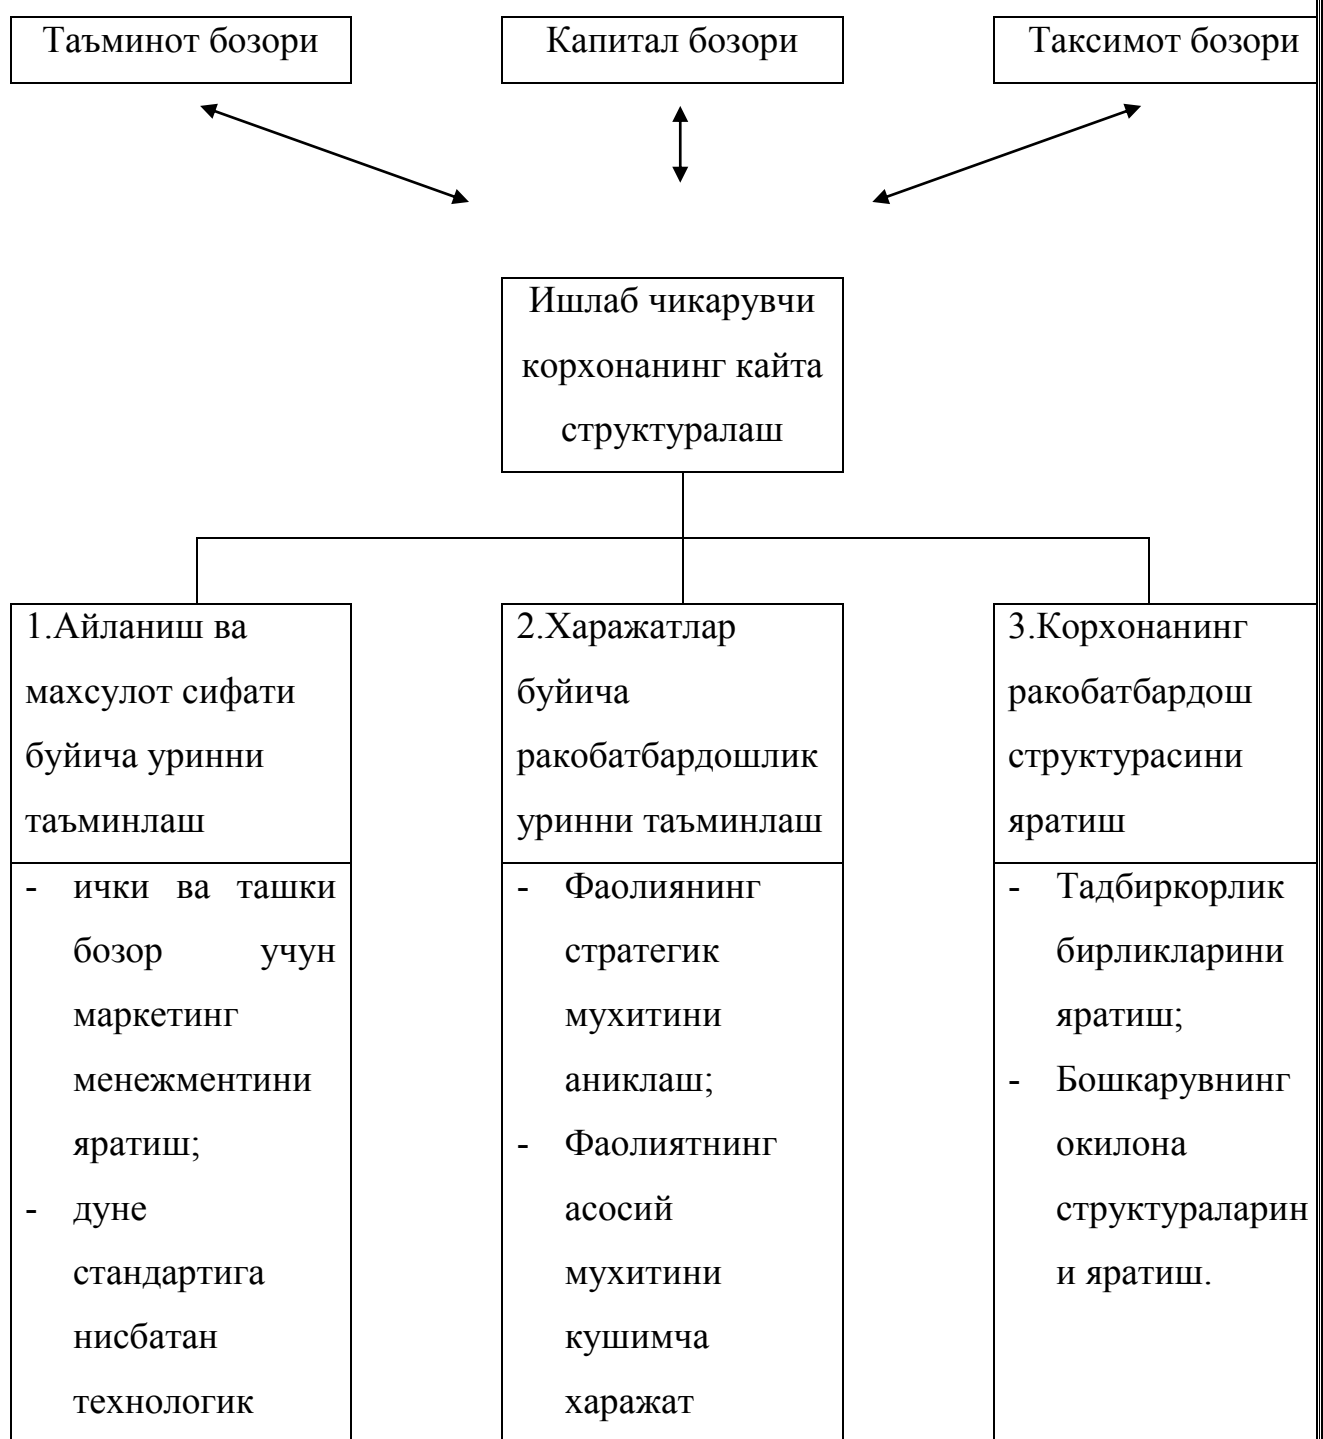 Таъминот бозори
Капитал бозори
Таксимот бозори
Ишлаб чикарувчи
корхонанинг кайта
структуралаш
1.Айланиш ва
махсулот сифати
буйича уринни
таъминлаш
2.Харажатлар
буйича
ракобатбардошлик
уринни таъминлаш
3.Корхонанинг
ракобатбардош
структурасини
яратиш
- ички ва ташки
бозор учун
маркетинг
менежментини
яратиш;
- дуне
стандартига
нисбатан
технологик
- Фаолиянинг
стратегик
мухитини
аниклаш;
- Фаолиятнинг
асосий
мухитини
кушимча
харажат
- Тадбиркорлик
бирликларини
яратиш;
- Бошкарувнинг
окилона
структураларин
и яратиш.